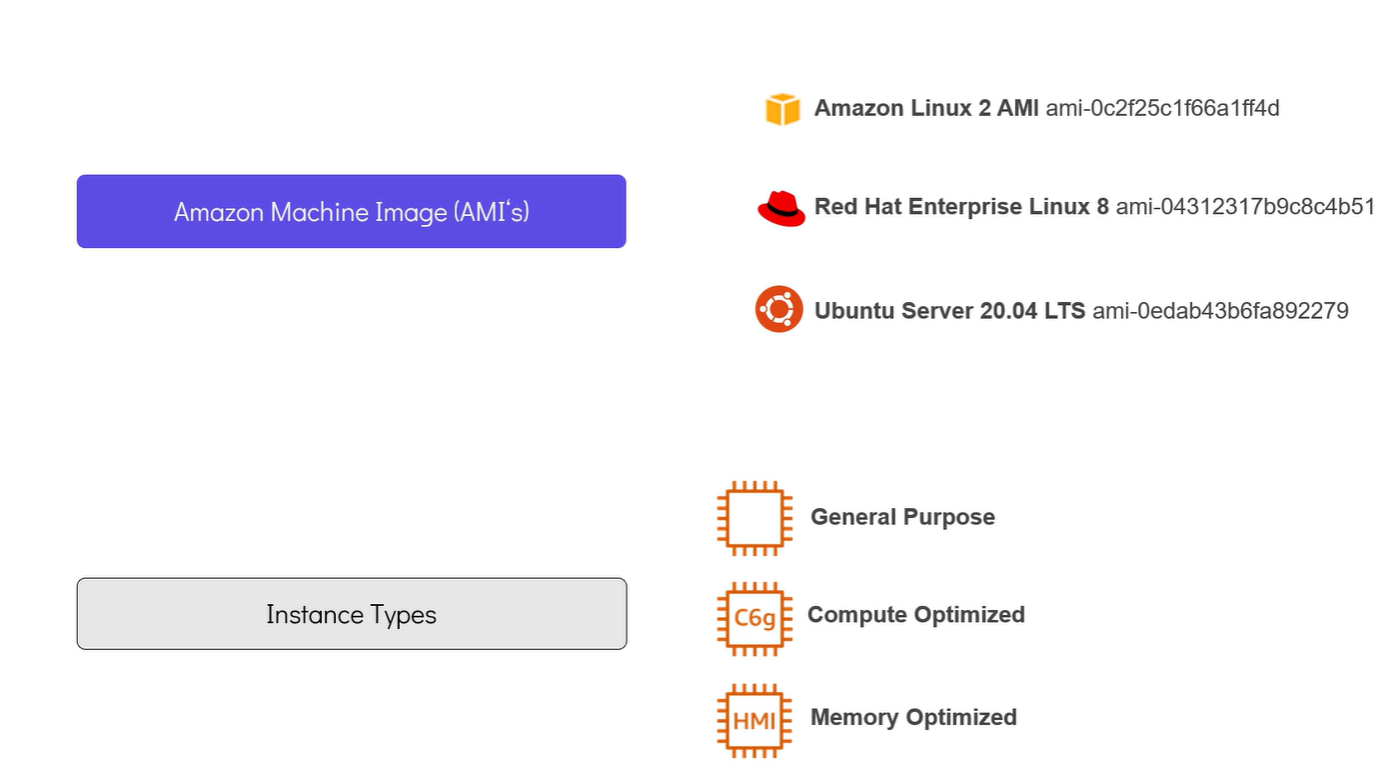 Amazon Linux 2 AMI ami-0c2f25c1f66a1ff4d
Amazon Machine Image (AMI‘s)
Red Hat Enterprise Linux 8 ami-04312317b9c8c4b51
Ubuntu Server 20.04 LTS ami-0edab43b6fa892279
General Purpose
Instance Types
C6g
Compute Optimized
HMI
Memory Optimized